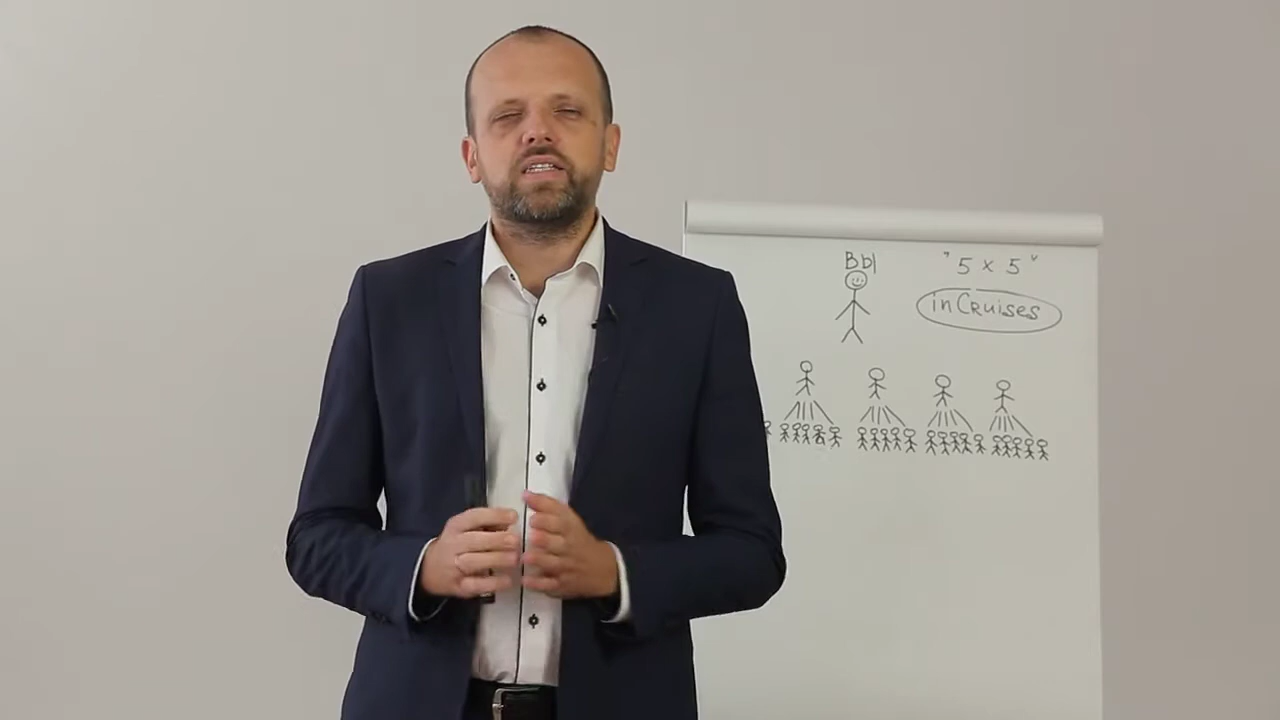 Вы
"5 x 5"
inCruises